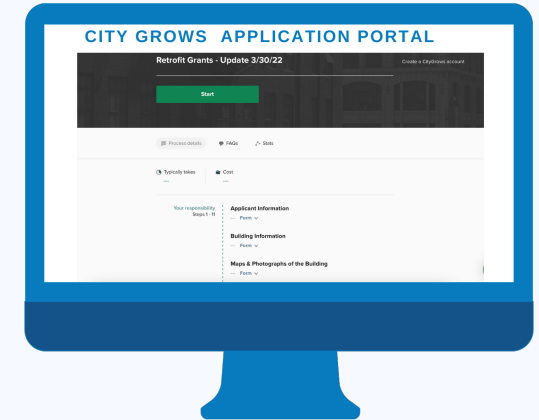 CITY GROWS APPLICATION PORTAL
Retrofit Grants - Update 3/30/22
Create a CityGrows account
Start
Process details FAQs Stats
Typically takes Cost
--- ---
Your responsibility Applicant Information
Steps 1 - 11 — Form
Building Information
— Form
Maps & Photographs of the Building
— Form